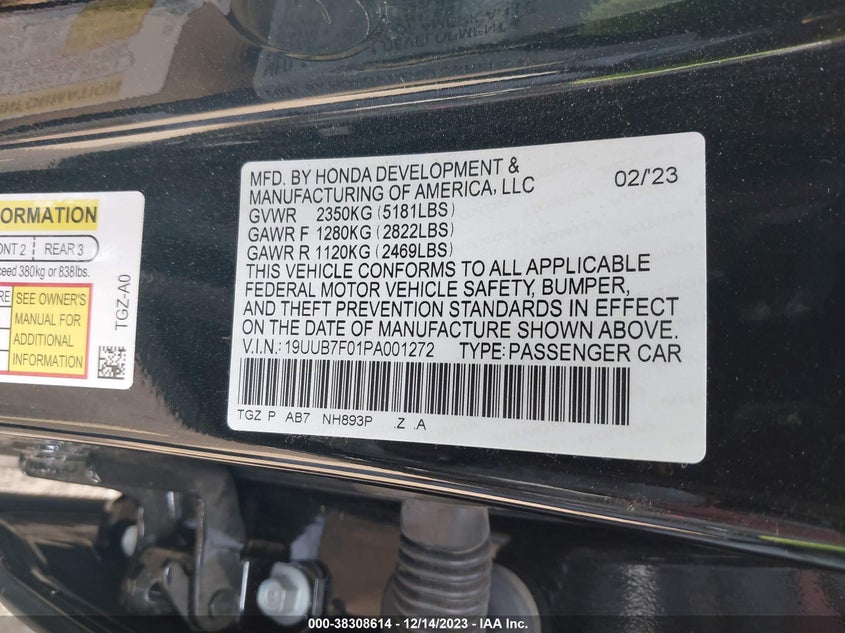 ORMATION
ONT 2 | REAR 3
ceed 380kg or 838lbs.
RE
SEE OWNER'S
MANUAL FOR
ADDITIONAL
INFORMATION
TGZ-A0
MFD. BY HONDA DEVELOPMENT &
MANUFACTURING OF AMERICA, LLC 02/'23
GVWR 2350KG (5181LBS)
GAWR F 1280KG (2822LBS)
GAWR R 1120KG (2469LBS)
THIS VEHICLE CONFORMS TO ALL APPLICABLE
FEDERAL MOTOR VEHICLE SAFETY, BUMPER,
AND THEFT PREVENTION STANDARDS IN EFFECT
ON THE DATE OF MANUFACTURE SHOWN ABOVE.
V.I.N.: 19UUB7F01PA001272 TYPE: PASSENGER CAR
TGZ P AB7 NH893P .Z .A
000-38308614 - 12/14/2023 - IAA Inc.